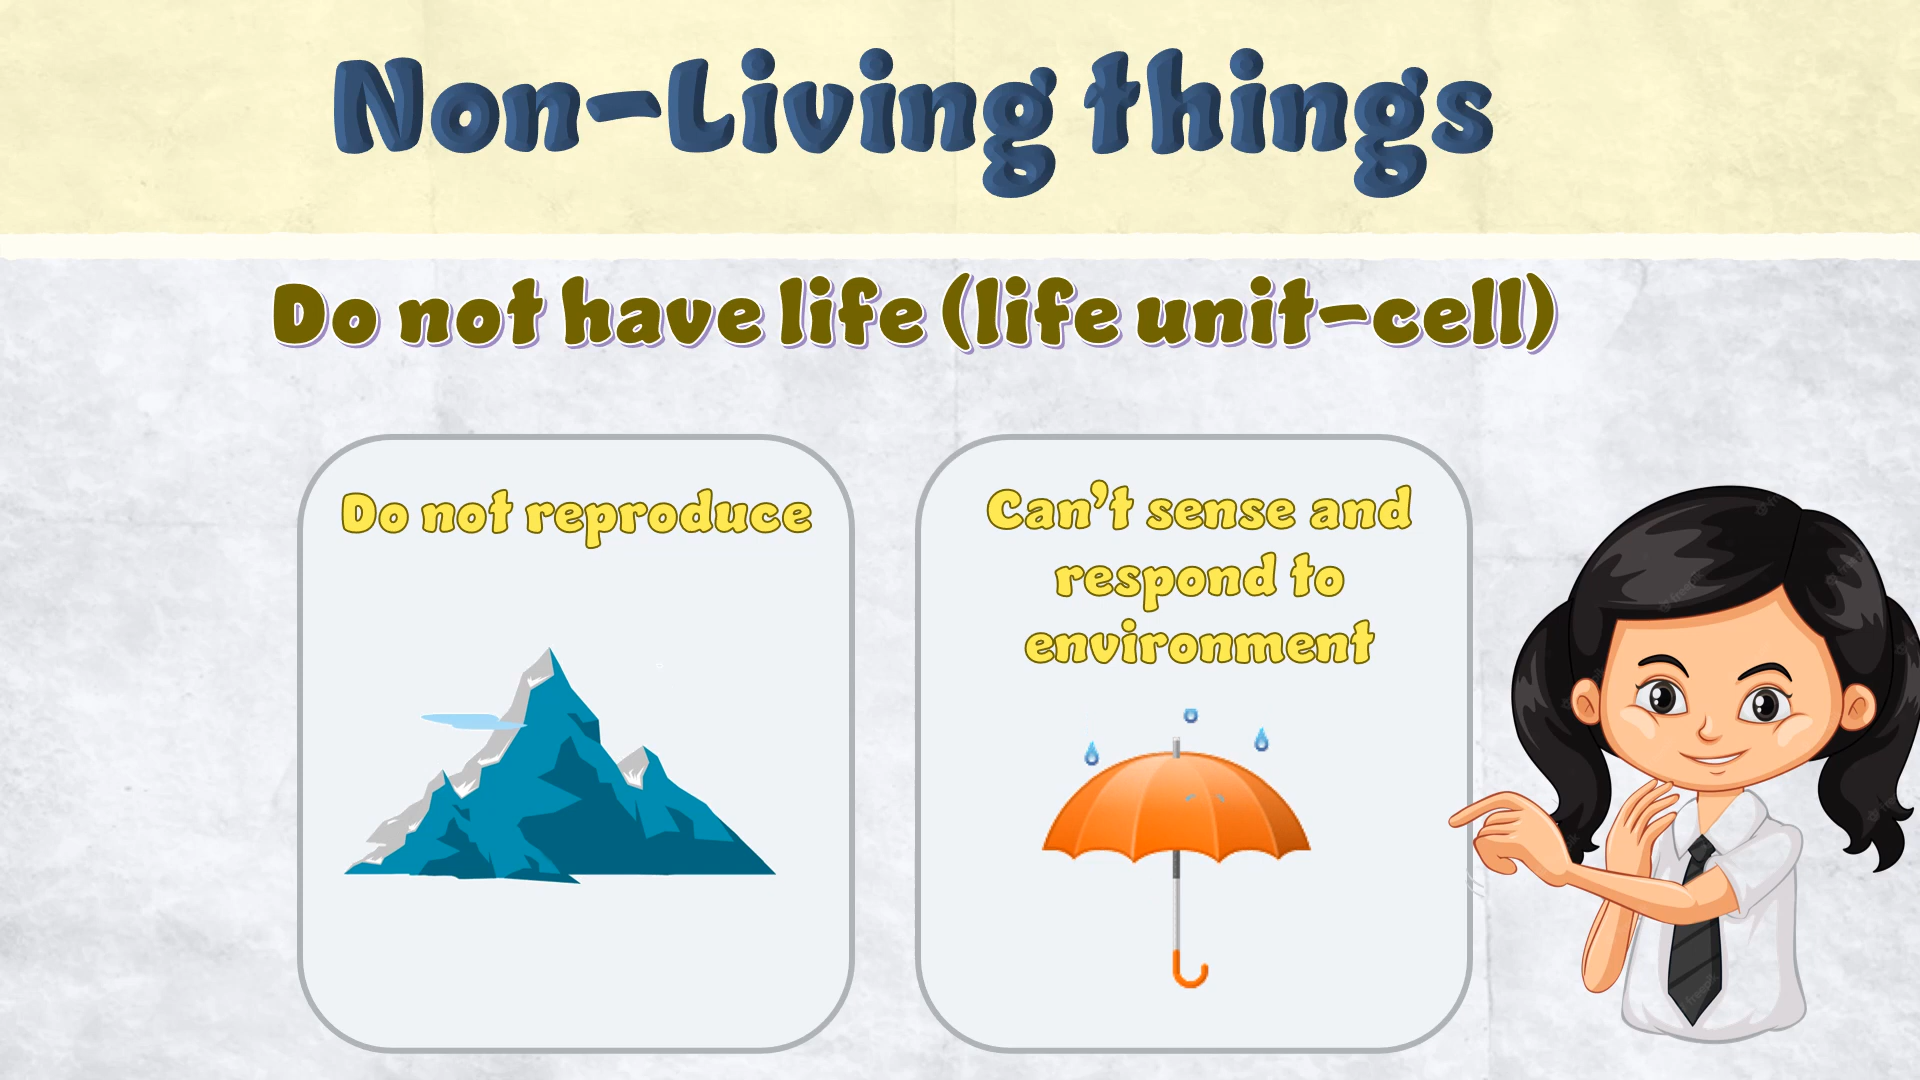 Non-Living things
Do not have life (life unit-cell)
Do not reproduce
Can't sense and
respond to
environment